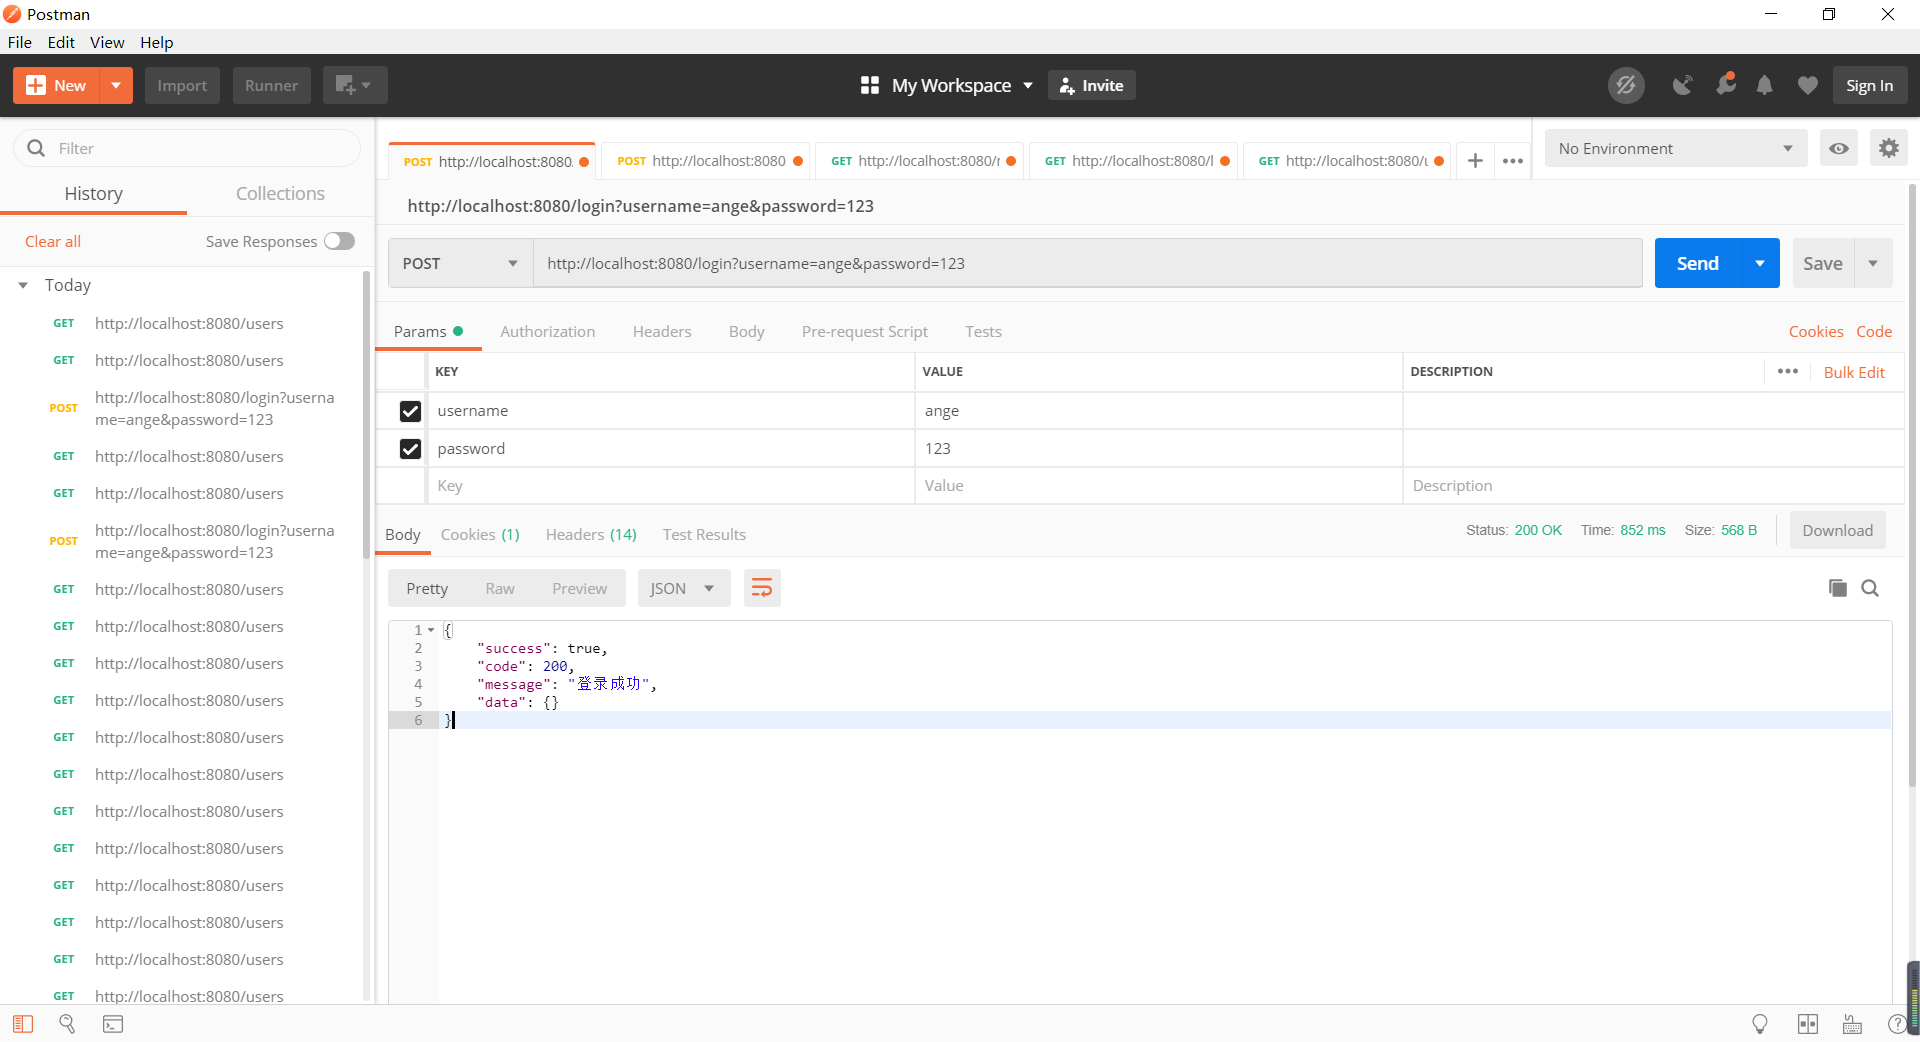 Postman
File Edit View Help
New Import Runner My Workspace Invite Sign In
Filter
History Collections
Clear all Save Responses
Today
GET http://localhost:8080/users
GET http://localhost:8080/users
POST http://localhost:8080/login?userna
me=ange&password=123
GET http://localhost:8080/users
GET http://localhost:8080/users
POST http://localhost:8080/login?userna
me=ange&password=123
GET http://localhost:8080/users
GET http://localhost:8080/users
GET http://localhost:8080/users
GET http://localhost:8080/users
GET http://localhost:8080/users
GET http://localhost:8080/users
GET http://localhost:8080/users
GET http://localhost:8080/users
GET http://localhost:8080/users
GET http://localhost:8080/users
GET http://localhost:8080/users
GET http://localhost:8080/users
POST http://localhost:8080. POST http://localhost:8080 GET http://localhost:8080/r GET http://localhost:8080/l GET http://localhost:8080/u No Environment
http://localhost:8080/login?username=ange&password=123
POST http://localhost:8080/login?username=ange&password=123 Send Save
Params Authorization Headers Body Pre-request Script Tests Cookies Code
KEY VALUE DESCRIPTION Bulk Edit
username ange
password 123
Key Value Description
Body Cookies (1) Headers (14) Test Results Status: 200 OK Time: 852 ms Size: 568 B Download
Pretty Raw Preview JSON
1 {
2 "success": true,
3 "code": 200,
4 "message": "登录成功",
5 "data": {}
6 }